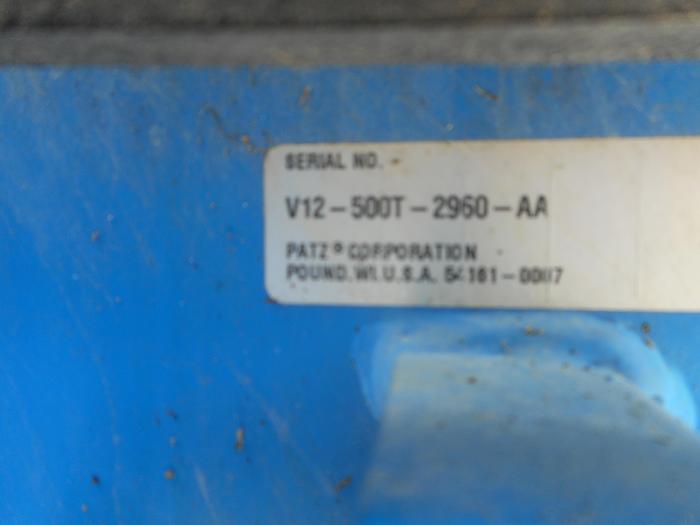 SERIAL NO.
V12-500T-2960-AA
PATZ® CORPORATION
POUND, WI. U.S.A. 54161-0007